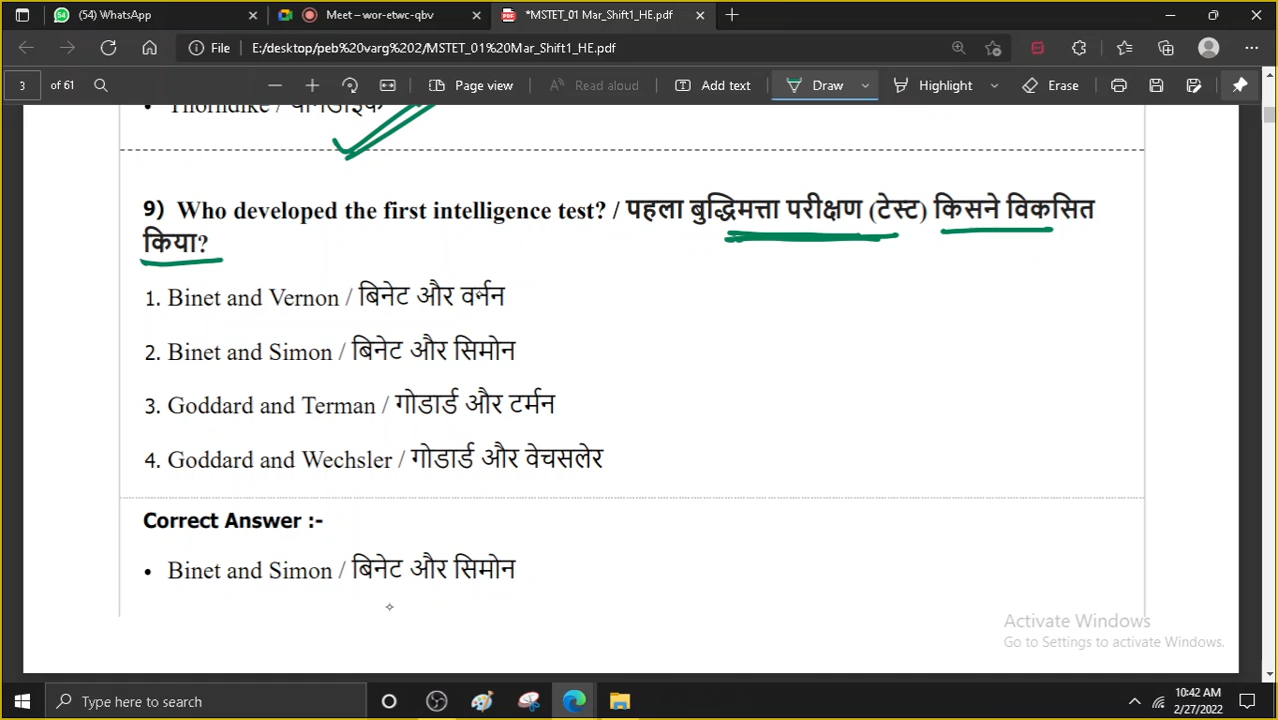 (54) WhatsApp
Meet – wor-etwc-qbv
*MSTET_01 Mar_Shift1_HE.pdf
File
E:/desktop/peb%20varg%202/MSTET_01%20Mar_Shift1_HE.pdf
3 of 61
Page view
Read aloud
Add text
Draw
Highlight
Erase
• Thorndike / थॉर्नडाइक
9) Who developed the first intelligence test? / पहला बुद्धिमत्ता परीक्षण (टेस्ट) किसने विकसित
किया?
1. Binet and Vernon / बिनेट और वर्नन
2. Binet and Simon / बिनेट और सिमोन
3. Goddard and Terman / गोडार्ड और टर्मन
4. Goddard and Wechsler / गोडार्ड और वेचसलेर
Correct Answer :-
• Binet and Simon / बिनेट और सिमोन
Activate Windows
Go to Settings to activate Windows.
Type here to search
10:42 AM
2/27/2022